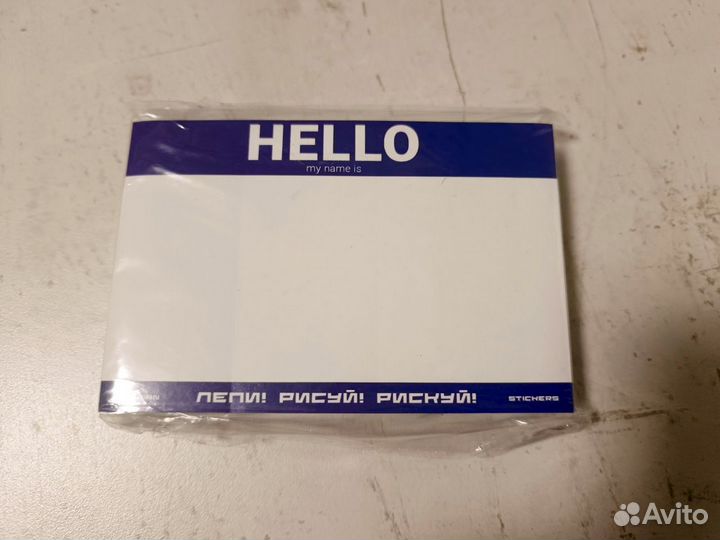 HELLO
my name is
ЛЕПИ! РИСУЙ! РИСКУЙ! STICKERS
Avito